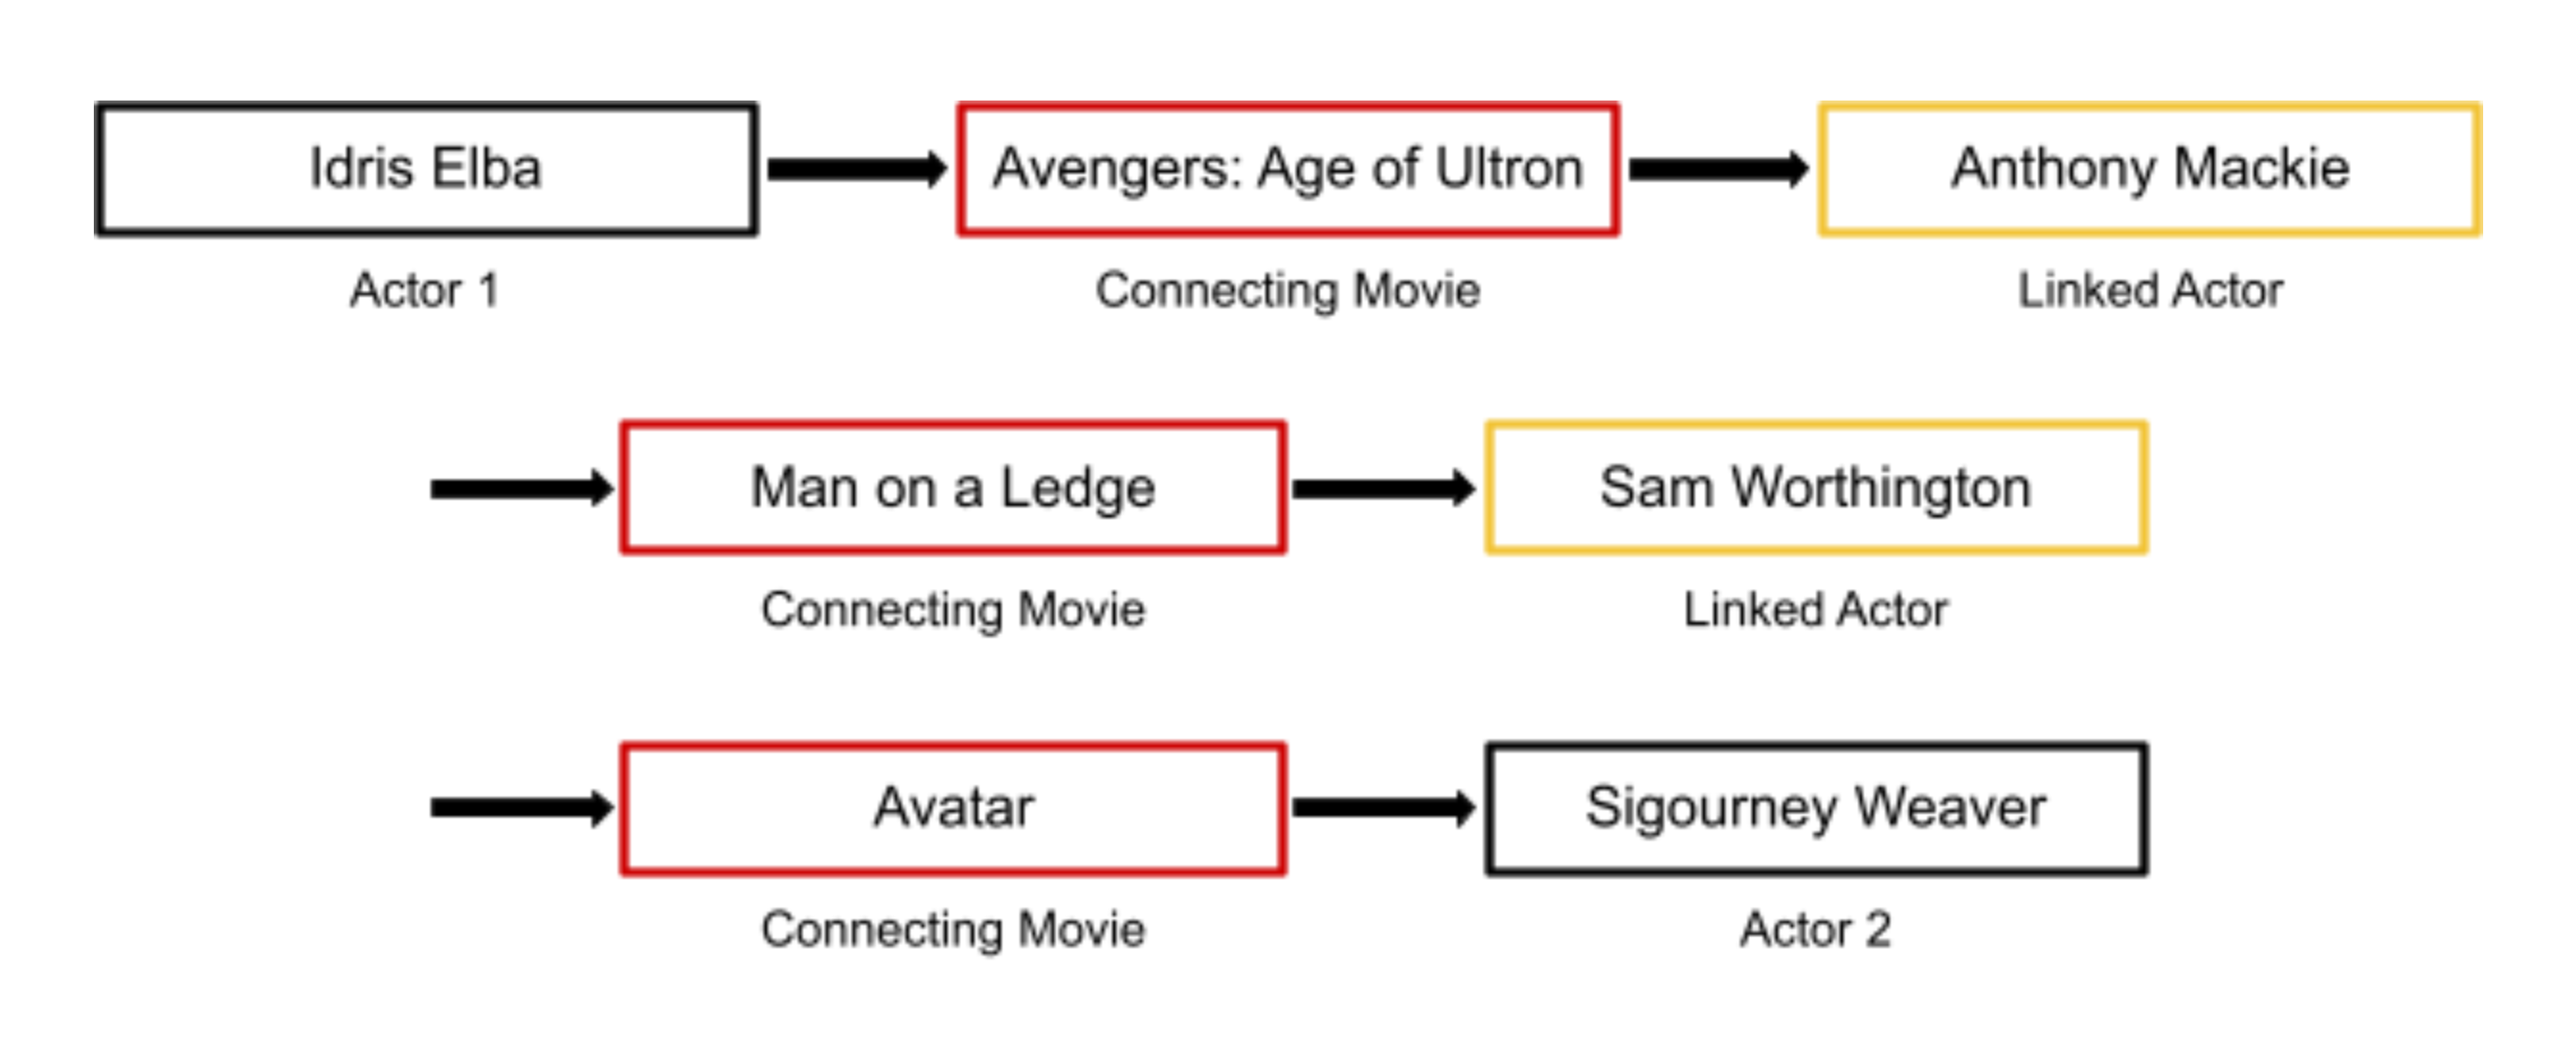 Idris Elba
Avengers: Age of Ultron
Anthony Mackie
Actor 1
Connecting Movie
Linked Actor
Man on a Ledge
Sam Worthington
Connecting Movie
Linked Actor
Avatar
Sigourney Weaver
Connecting Movie
Actor 2